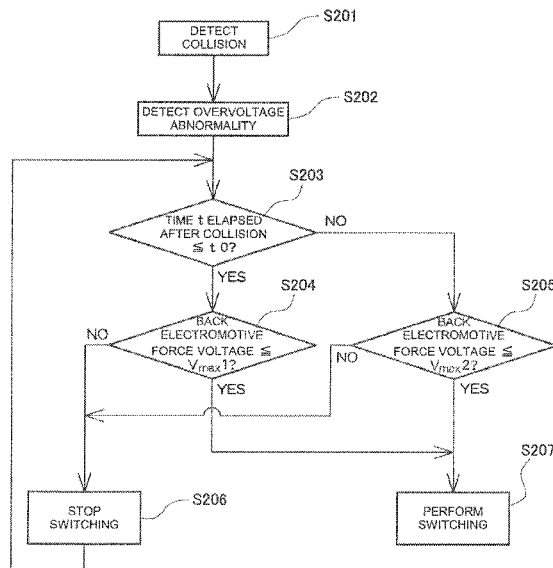 S201
DETECT
COLLISION
S202
DETECT OVERVOLTAGE
ABNORMALITY
S203
TIME t ELAPSED
AFTER COLLISION
≦ t 0?
NO
YES
S204
BACK
ELECTROMOTIVE
FORCE VOLTAGE ≦
Vmax1?
NO
YES
S205
BACK
ELECTROMOTIVE
FORCE VOLTAGE ≦
Vmax2?
NO
YES
S206
STOP
SWITCHING
S207
PERFORM
SWITCHING